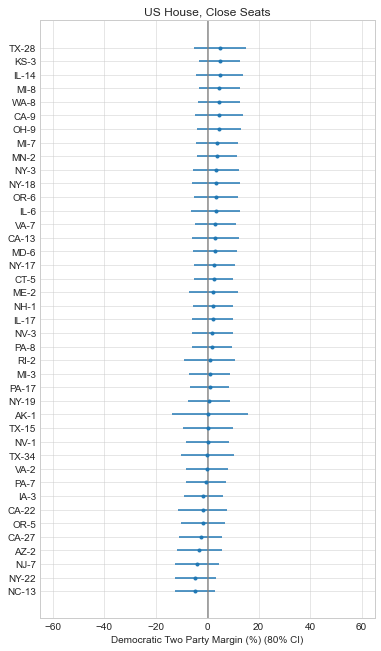 US House, Close Seats
TX-28
KS-3
IL-14
MI-8
WA-8
CA-9
OH-9
MI-7
MN-2
NY-3
NY-18
OR-6
IL-6
VA-7
CA-13
MD-6
NY-17
CT-5
ME-2
NH-1
IL-17
NV-3
PA-8
RI-2
MI-3
PA-17
NY-19
AK-1
TX-15
NV-1
TX-34
VA-2
PA-7
IA-3
CA-22
OR-5
CA-27
AZ-2
NJ-7
NY-22
NC-13
−60 −40 −20 0 20 40 60
Democratic Two Party Margin (%) (80% CI)